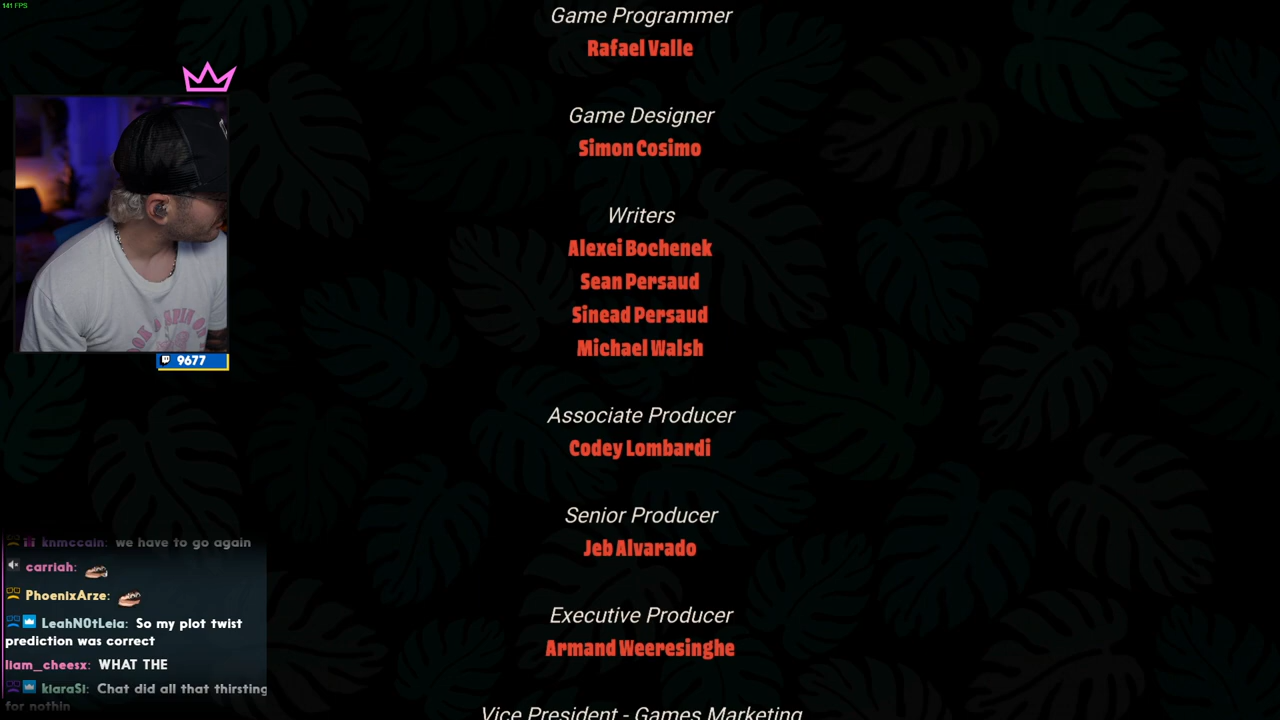 141 FPS
Game Programmer
Rafael Valle
Game Designer
Simon Cosimo
Writers
Alexei Bochenek
Sean Persaud
Sinead Persaud
Michael Walsh
Associate Producer
Codey Lombardi
Senior Producer
Jeb Alvarado
Executive Producer
Armand Weeresinghe
Vice President - Games Marketing
9677
knmccain: we have to go again
carriah:
PhoenixArze:
LeahN0tLeia: So my plot twist
prediction was correct
liam_cheesx: WHAT THE
kiaraSi: Chat did all that thirsting
for nothin